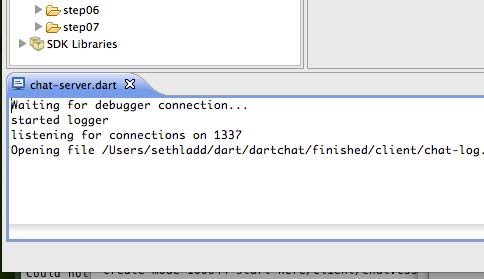 step06
step07
SDK Libraries
chat-server.dart
Waiting for debugger connection...
started logger
listening for connections on 1337
Opening file /Users/sethladd/dart/dartchat/finished/client/chat-log.
Could not